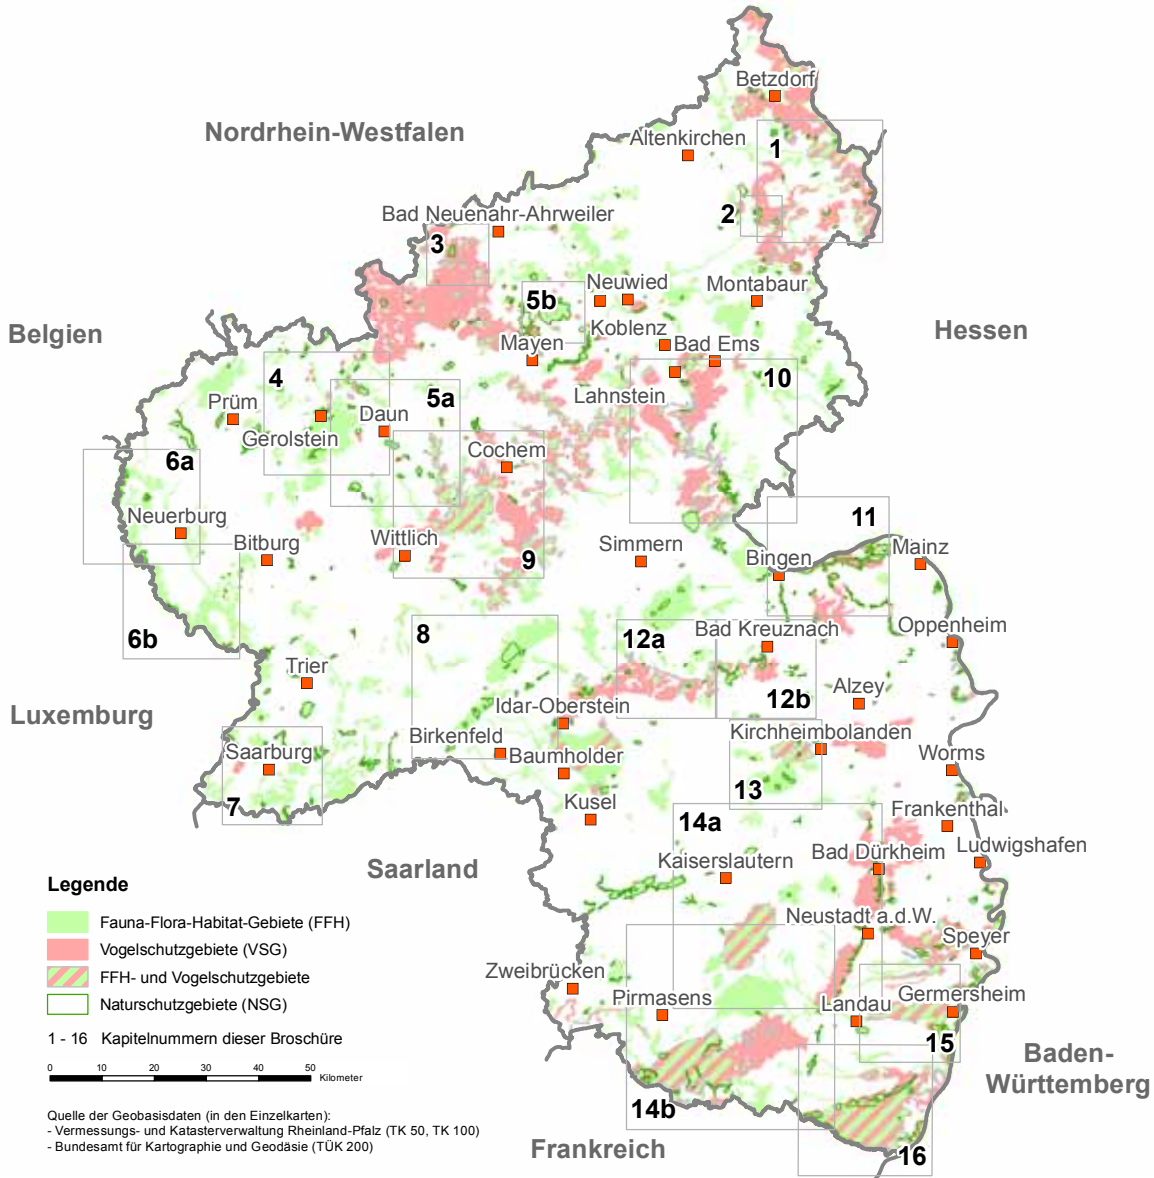 Betzdorf
Nordrhein-Westfalen
Altenkirchen
1
2
Bad Neuenahr-Ahrweiler
3
Neuwied
Montabaur
5b
Belgien
Hessen
Koblenz
Mayen
Bad Ems
4
10
Prüm
Lahnstein
5a
Daun
Gerolstein
Cochem
6a
11
Neuerburg
Bitburg
Wittlich
Simmern
Mainz
9
Bingen
6b
8
12a
Bad Kreuznach
Oppenheim
Trier
Alzey
12b
Luxemburg
Idar-Oberstein
Birkenfeld
Kirchheimbolanden
Saarburg
Baumholder
Worms
7
Kusel
13
Frankenthal
14a
Saarland
Kaiserslautern
Bad Dürkheim
Ludwigshafen
Neustadt a.d.W.
Speyer
Zweibrücken
Pirmasens
Landau
Germersheim
15
Baden-
Württemberg
14b
Frankreich
16
Legende
Fauna-Flora-Habitat-Gebiete (FFH)
Vogelschutzgebiete (VSG)
FFH- und Vogelschutzgebiete
Naturschutzgebiete (NSG)
1 - 16 Kapitelnummern dieser Broschüre
0 10 20 30 40 50
Kilometer
Quelle der Geobasisdaten (in den Einzelkarten):
- Vermessungs- und Katasterverwaltung Rheinland-Pfalz (TK 50, TK 100)
- Bundesamt für Kartographie und Geodäsie (TÜK 200)